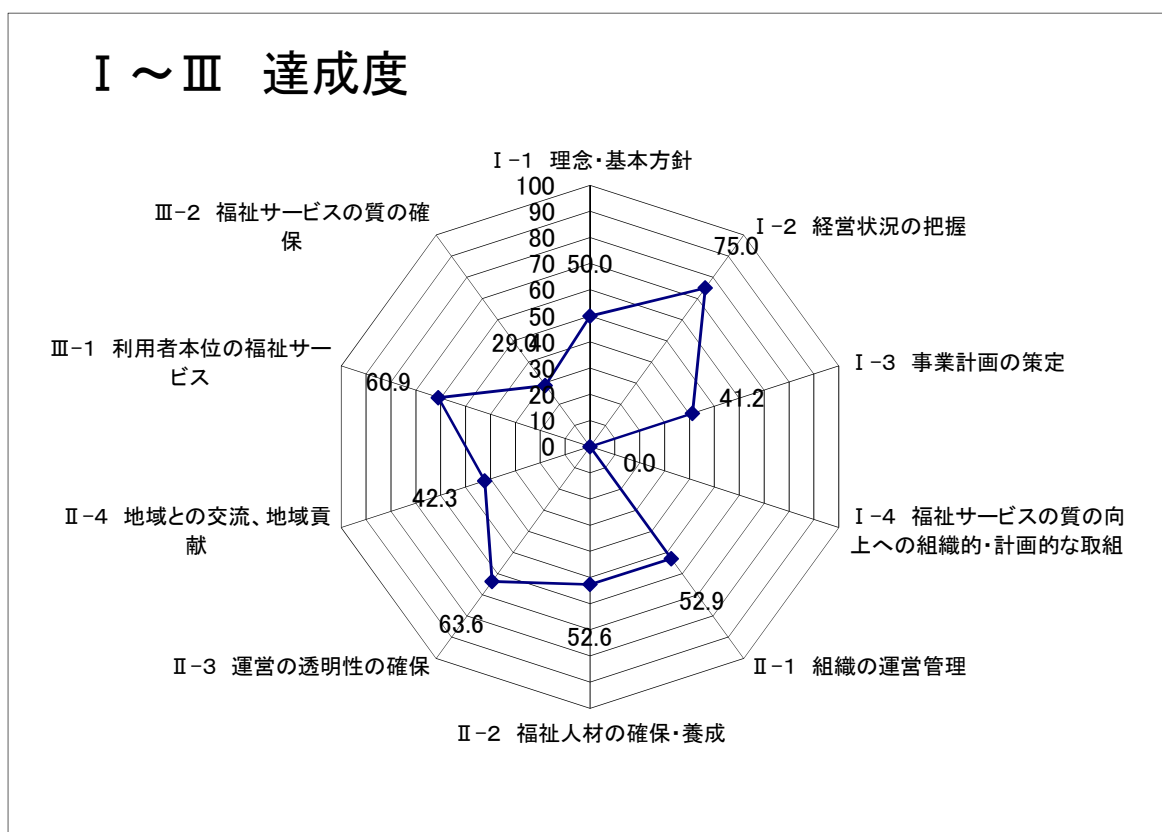 Ⅰ～Ⅲ 達成度
Ⅰ-1 理念・基本方針
Ⅰ-2 経営状況の把握
Ⅰ-3 事業計画の策定
Ⅰ-4 福祉サービスの質の向
上への組織的・計画的な取組
Ⅱ-1 組織の運営管理
Ⅱ-2 福祉人材の確保・養成
Ⅱ-3 運営の透明性の確保
Ⅱ-4 地域との交流、地域貢
献
Ⅲ-1 利用者本位の福祉サー
ビス
Ⅲ-2 福祉サービスの質の確
保
100
90
80
70
60
50
40
30
20
10
0
50.0
75.0
41.2
0.0
52.9
52.6
63.6
42.3
60.9
29.0